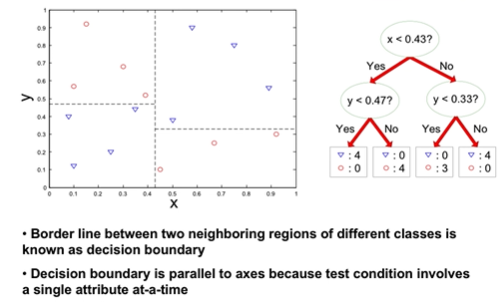 1
0.9
0.8
0.7
0.6
0.5
0.4
0.3
0.2
0.1
0
y
0 0.1 0.2 0.3 0.4 0.5 0.6 0.7 0.8 0.9 1
x
x < 0.43?
Yes No
y < 0.47? y < 0.33?
Yes No Yes No
: 4 : 0 : 0 : 4
: 0 : 4 : 3 : 0
• Border line between two neighboring regions of different classes is
known as decision boundary
• Decision boundary is parallel to axes because test condition involves
a single attribute at-a-time